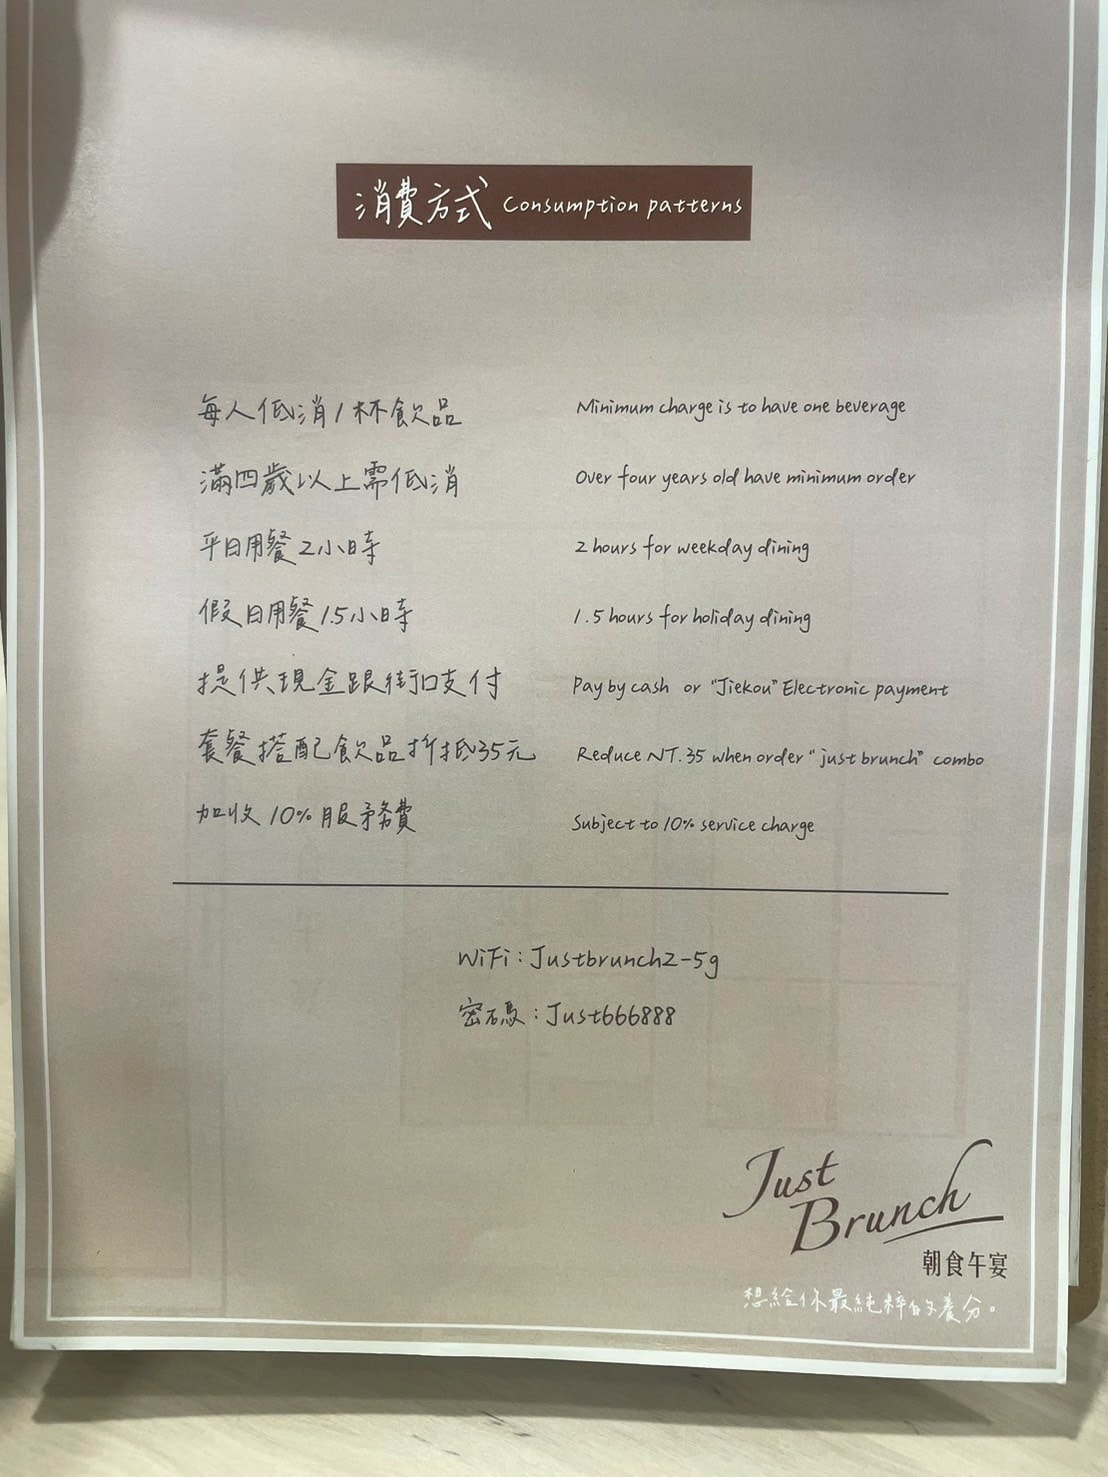 消費方式 Consumption patterns
每人低消1杯飲品 Minimum charge is to have one beverage
滿四歲以上需低消 Over four years old have minimum order
平日用餐2小時 2 hours for weekday dining
假日用餐1.5小時 1.5 hours for holiday dining
提供現金跟街口支付 Pay by cash or "Jiekou" Electronic payment
套餐搭配飲品折抵35元 Reduce NT.35 when order "just brunch" combo
加收10%服務費 Subject to 10% service charge
WiFi：Justbrunch2-5g
密碼：Just666888
Just
Brunch
朝食午宴
想給你最純粹的養分。